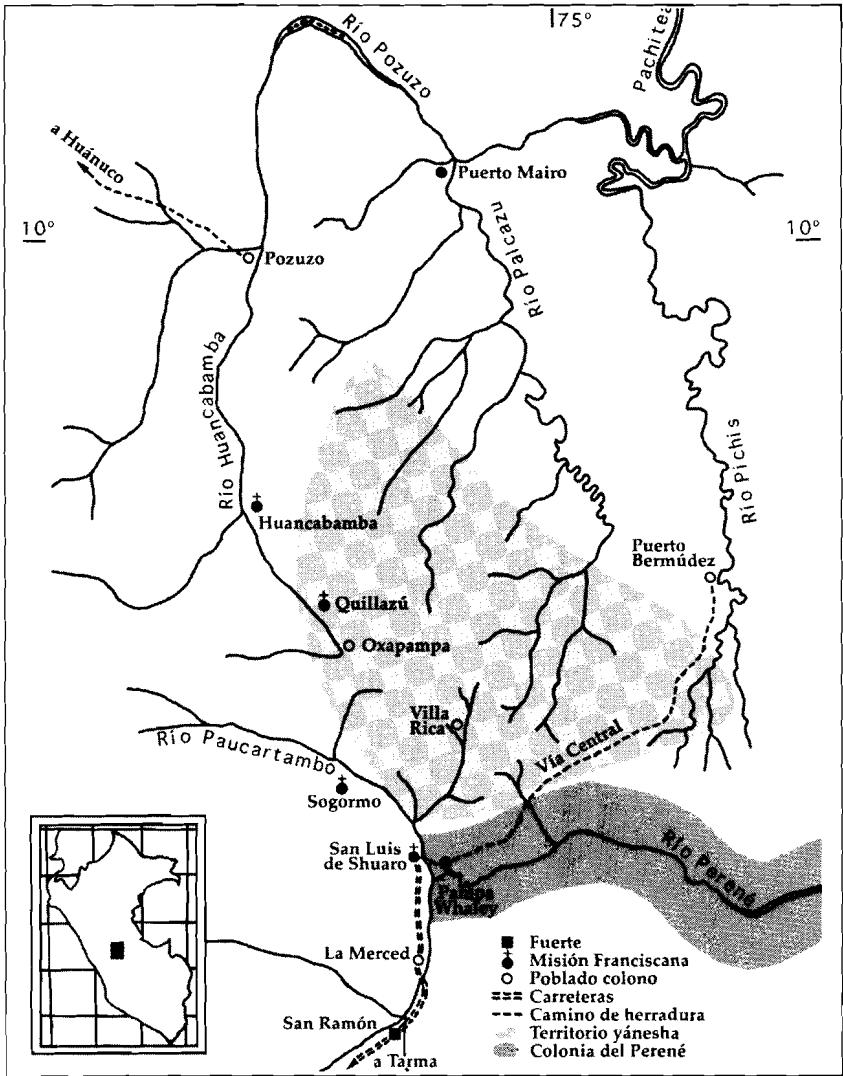 75°
Río Pozuzo
Pachitea
a Huánuco
Puerto Mairo
10°
10°
Pozuzo
Río Palcazu
Río Huancabamba
Río Pichis
Huancabamba
Puerto
Bermúdez
Quillazú
Oxapampa
Villa
Rica
Vía Central
Río Paucartambo
Sogormo
San Luis
de Shuaro
Río Perené
Pampa
Whaley
La Merced
San Ramón
a Tarma
Fuerte
Misión Franciscana
Poblado colono
Carreteras
Camino de herradura
Territorio yánesha
Colonia del Perené